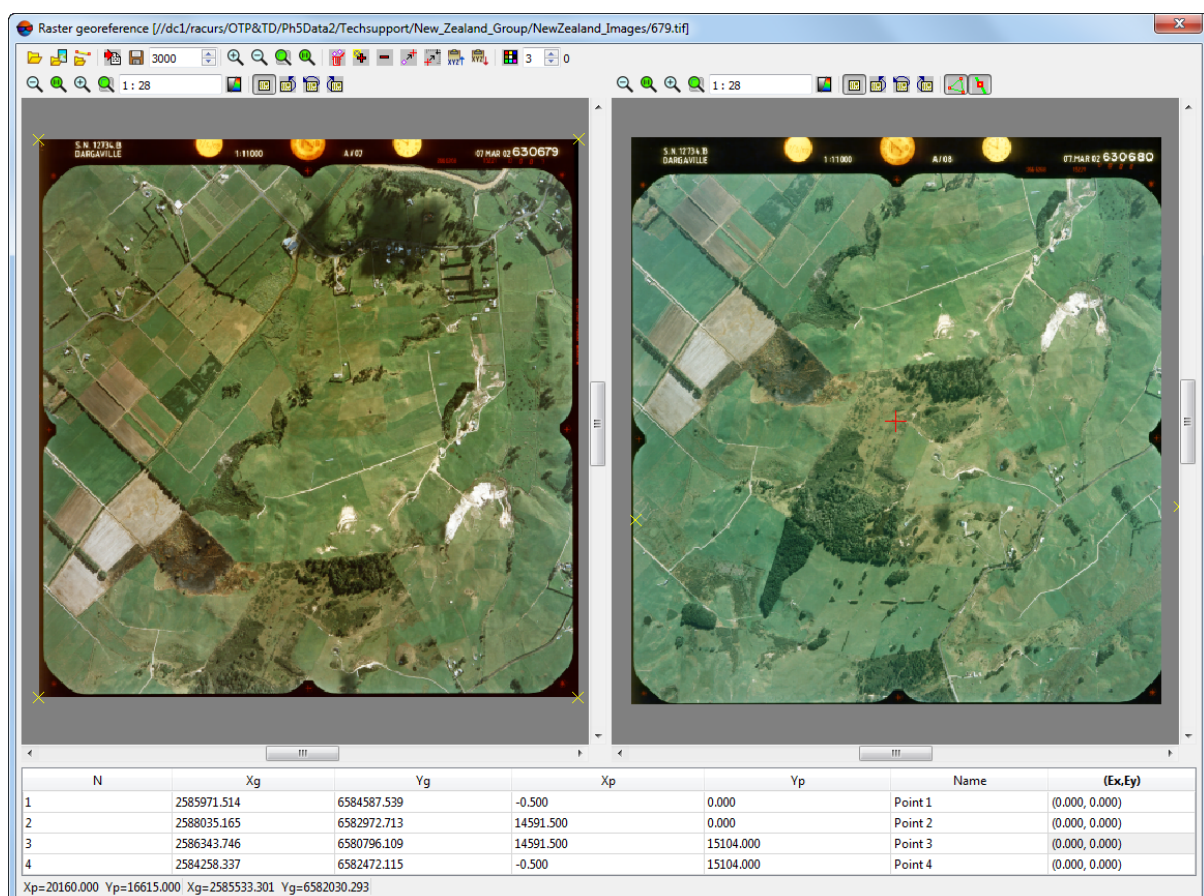 Raster georeference [//dc1/racurs/OTP&TD/Ph5Data2/Techsupport/New_Zealand_Group/NewZealand_Images/679.tif]
3000 XYZ XYZ 3 0
1 : 28
1 : 28
S.N. 12734.B
DARGAVILLE
1:11000
A/07
07 MAR 02 630679
S.N. 12734.B
DARGAVILLE
1:11000
A/08
07.MAR 02 630680
N Xg Yg Xp Yp Name (Ex,Ey)
1 2585971.514 6584587.539 -0.500 0.000 Point 1 (0.000, 0.000)
2 2588035.165 6582972.713 14591.500 0.000 Point 2 (0.000, 0.000)
3 2586343.746 6580796.109 14591.500 15104.000 Point 3 (0.000, 0.000)
4 2584258.337 6582472.115 -0.500 15104.000 Point 4 (0.000, 0.000)
Xp=20160.000 Yp=16615.000 Xg=2585533.301 Yg=6582030.293